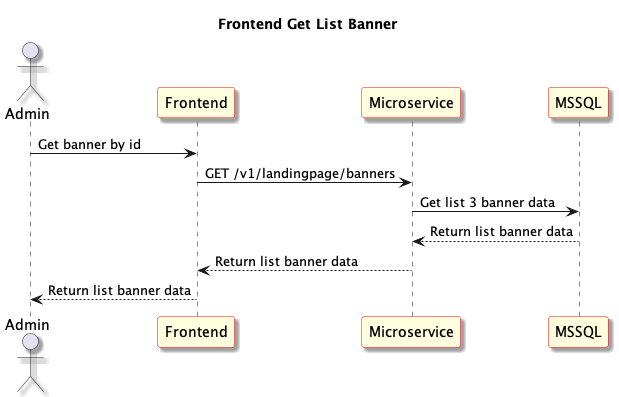 Frontend Get List Banner
Admin
Frontend
Microservice
MSSQL
Get banner by id
GET /v1/landingpage/banners
Get list 3 banner data
Return list banner data
Return list banner data
Return list banner data
Admin
Frontend
Microservice
MSSQL